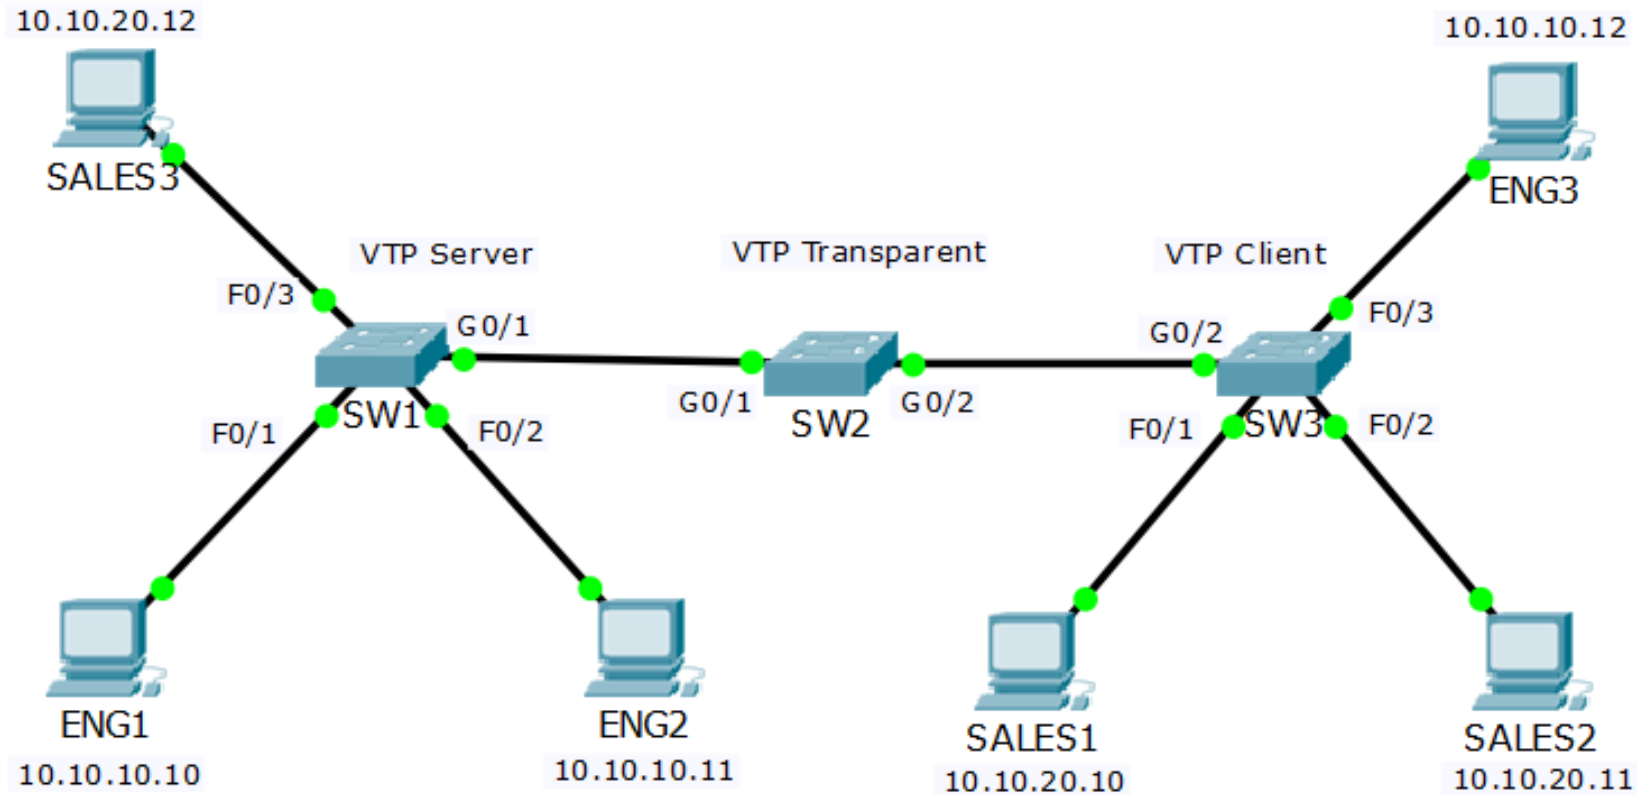 10.10.20.12
10.10.10.12
SALES3
ENG3
VTP Server
VTP Transparent
VTP Client
F0/3
G0/1
G0/2
F0/3
SW1
G0/1
SW2
G0/2
SW3
F0/1
F0/2
F0/1
F0/2
ENG1
ENG2
SALES1
SALES2
10.10.10.10
10.10.10.11
10.10.20.10
10.10.20.11